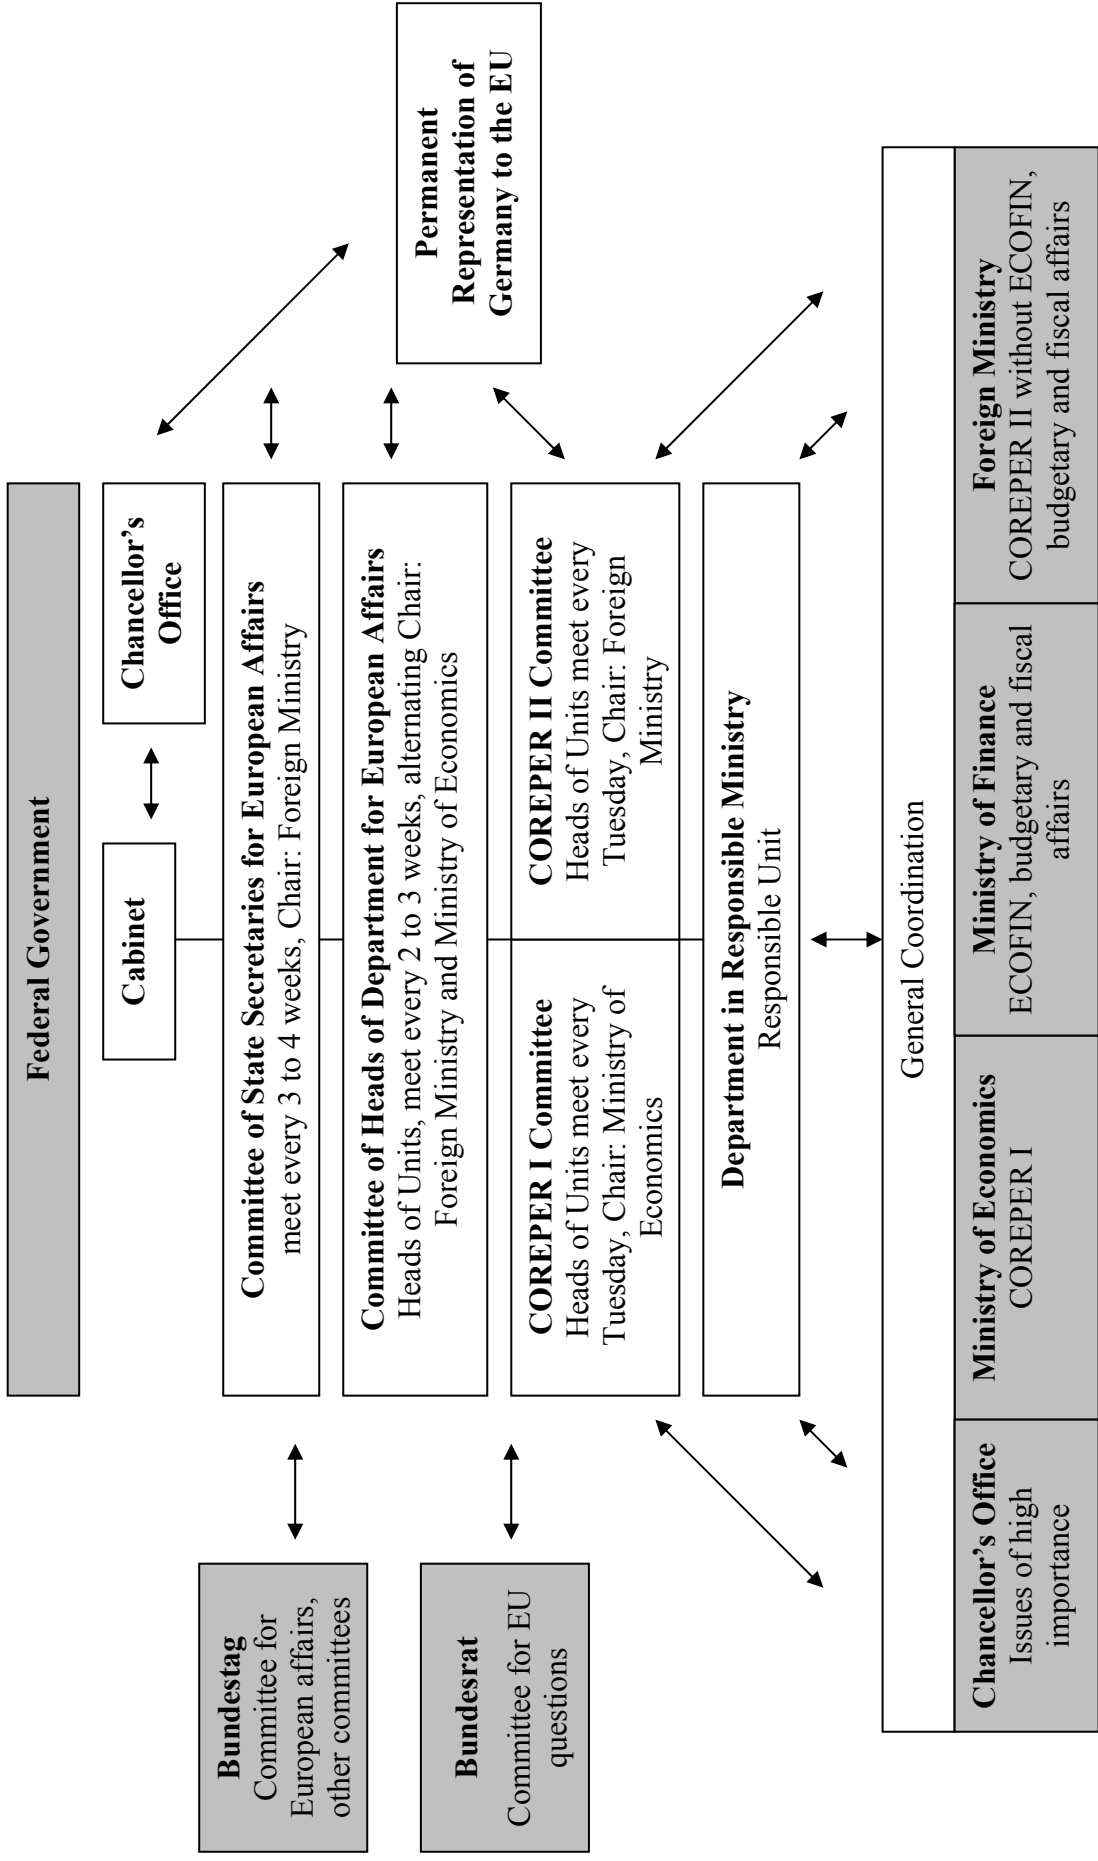 Federal Government
Cabinet
Chancellor’s
Office
Committee of State Secretaries for European Affairs
meet every 3 to 4 weeks, Chair: Foreign Ministry
Committee of Heads of Department for European Affairs
Heads of Units, meet every 2 to 3 weeks, alternating Chair:
Foreign Ministry and Ministry of Economics
COREPER I Committee
Heads of Units meet every
Tuesday, Chair: Ministry of
Economics
COREPER II Committee
Heads of Units meet every
Tuesday, Chair: Foreign
Ministry
Department in Responsible Ministry
Responsible Unit
Bundestag
Committee for
European affairs,
other committees
Bundesrat
Committee for EU
questions
Permanent
Representation of
Germany to the EU
General Coordination
Chancellor’s Office
Issues of high
importance
Ministry of Economics
COREPER I
Ministry of Finance
ECOFIN, budgetary and fiscal
affairs
Foreign Ministry
COREPER II without ECOFIN,
budgetary and fiscal affairs